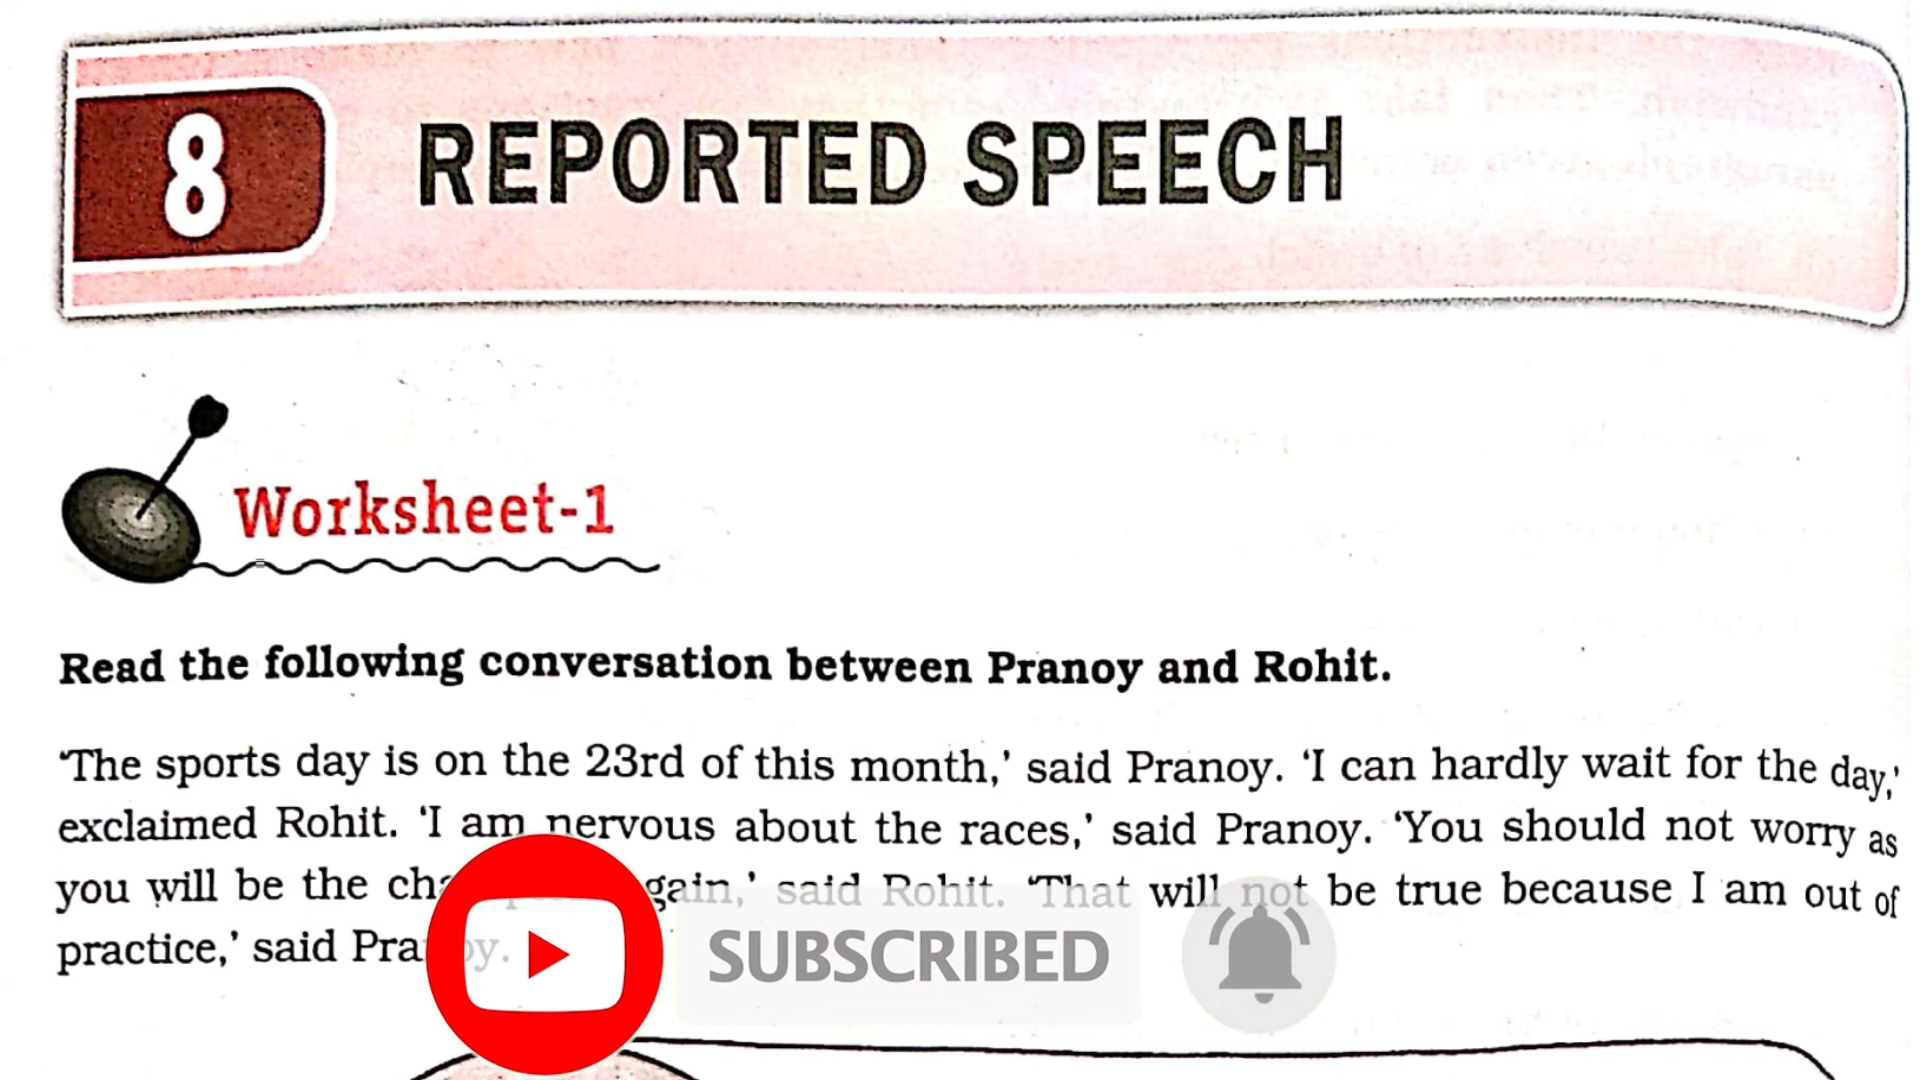 8
REPORTED SPEECH
Worksheet-1
Read the following conversation between Pranoy and Rohit.
‘The sports day is on the 23rd of this month,’ said Pranoy. ‘I can hardly wait for the day,’
exclaimed Rohit. ‘I am nervous about the races,’ said Pranoy. ‘You should not worry as
you will be the gain,’ said Rohit. ‘That will not be true because I am out of
practice,’ said Pranoy.
SUBSCRIBED